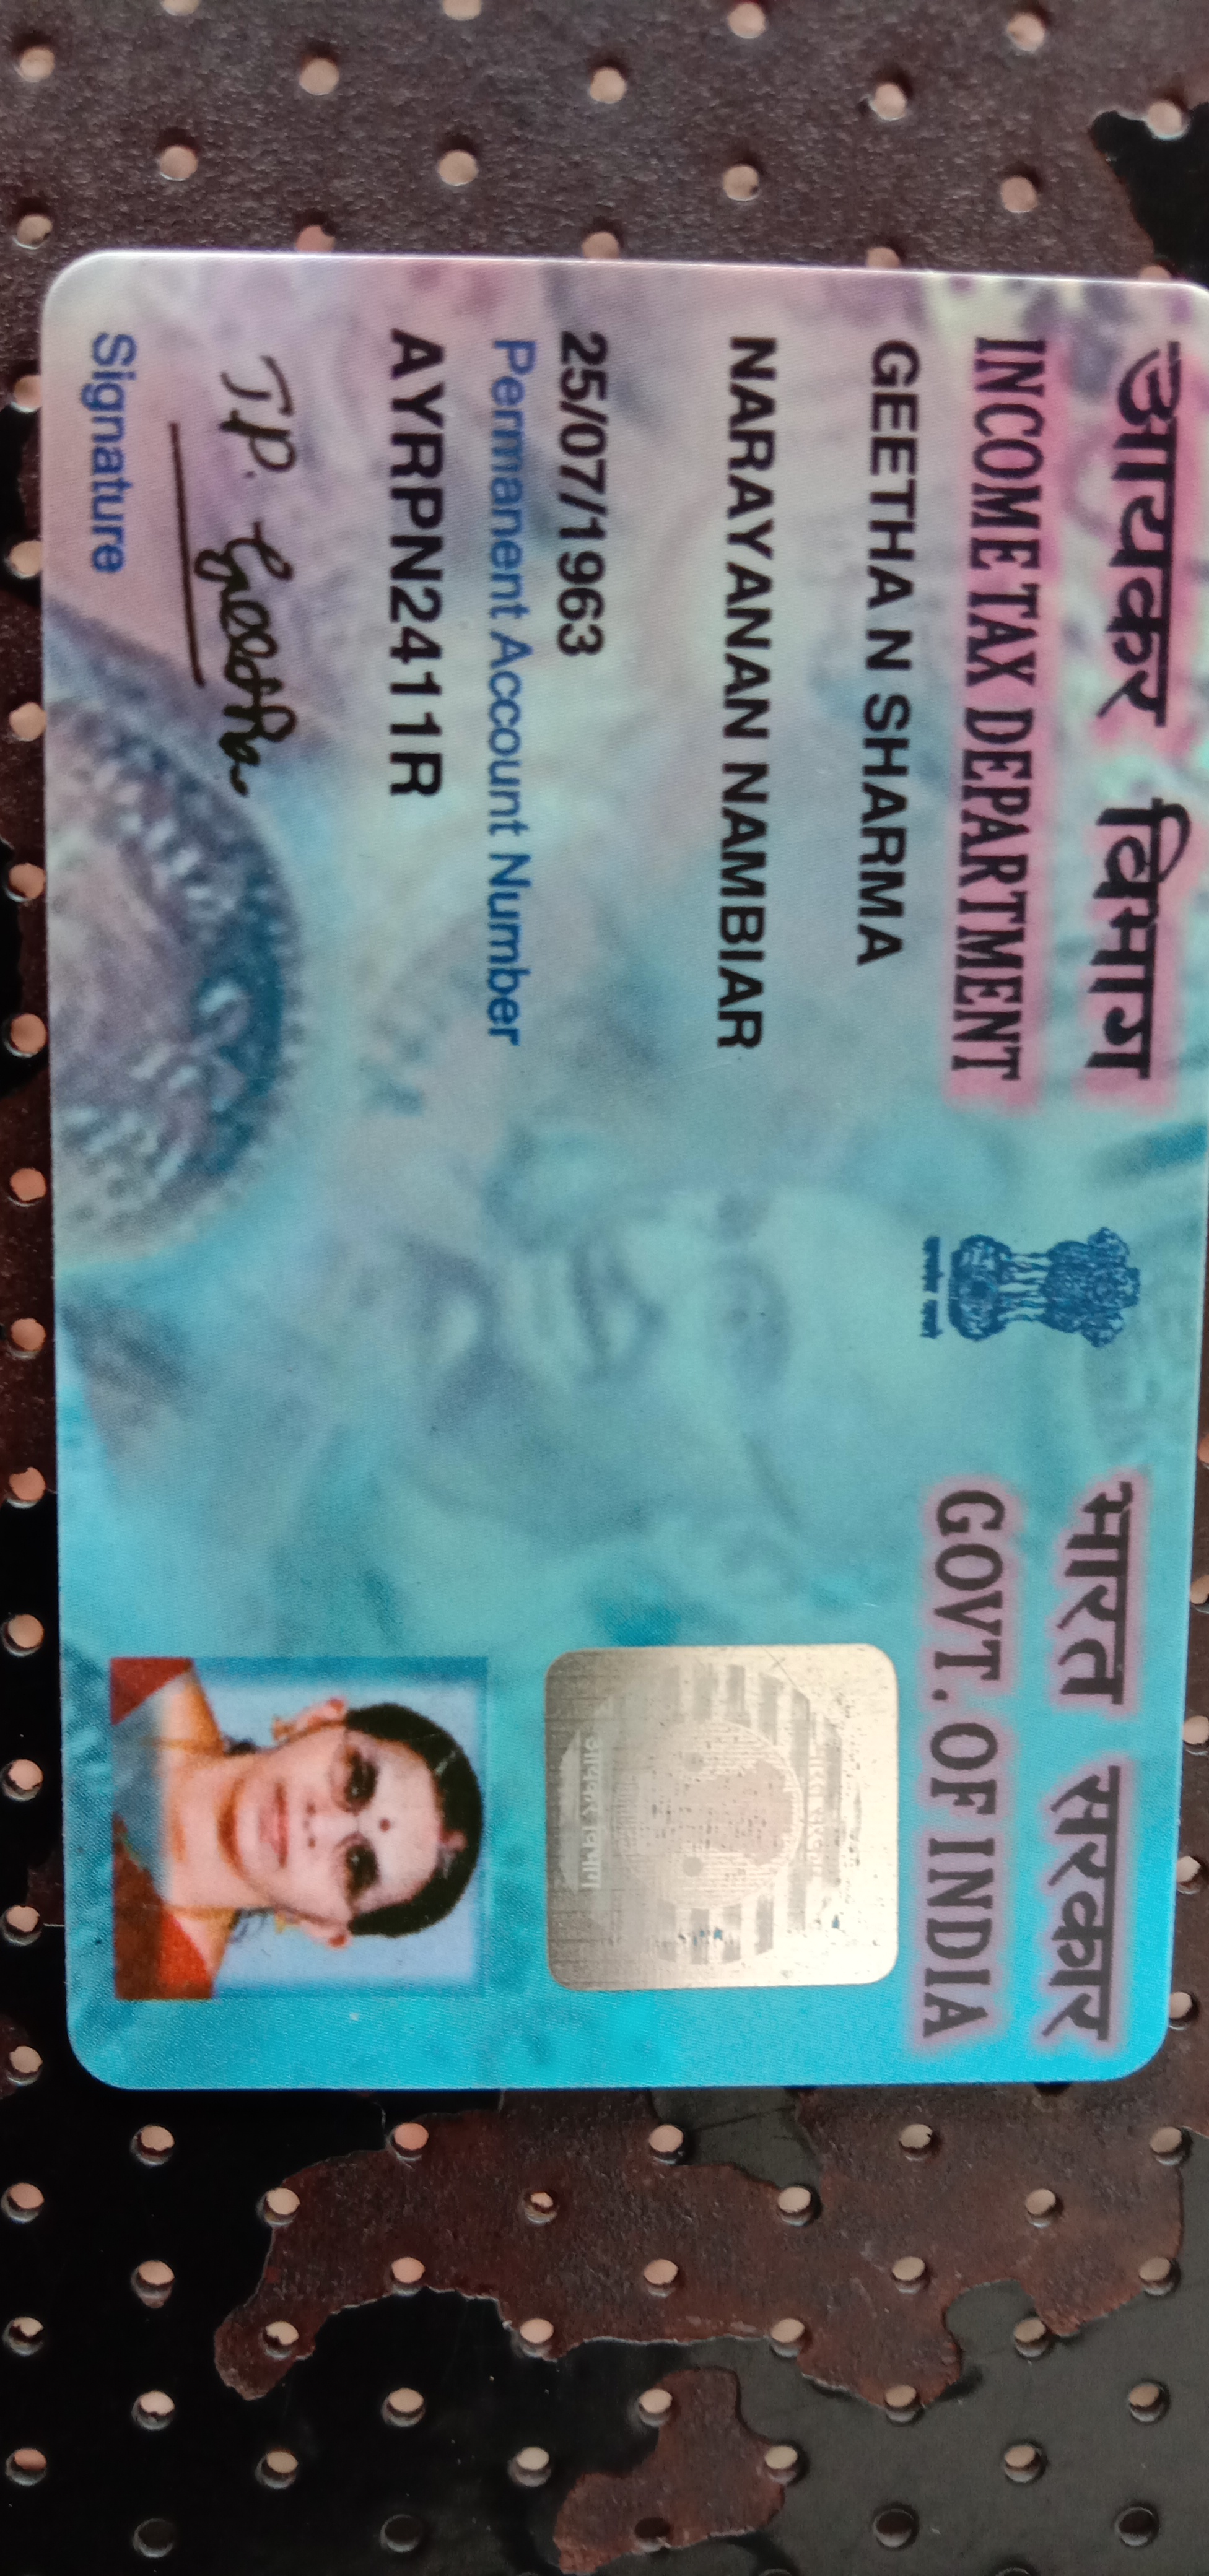 आयकर विभाग
INCOME TAX DEPARTMENT
भारत सरकार
GOVT. OF INDIA
GEETHA N SHARMA
NARAYANAN NAMBIAR
25/07/1963
Permanent Account Number
AYRPN2411R
T.P. Geetha
Signature